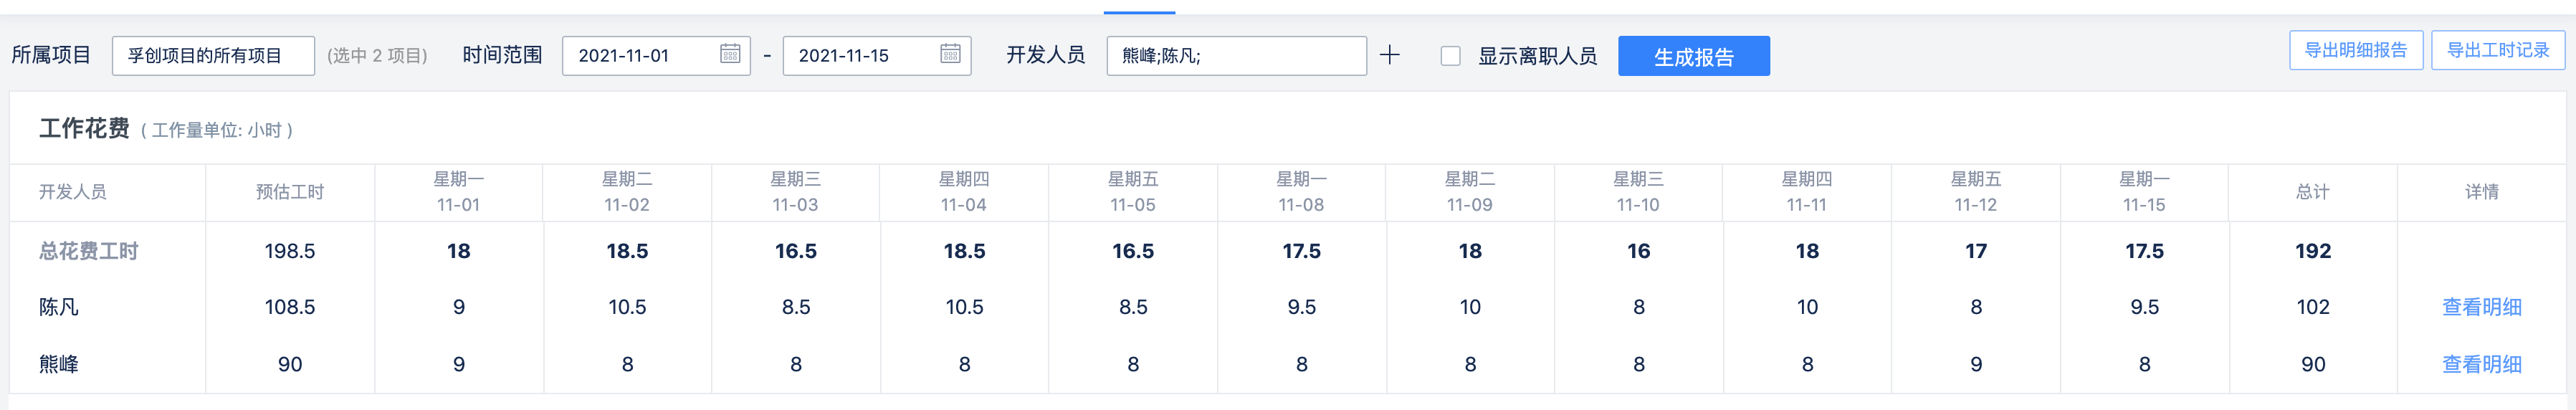 所属项目 孚创项目的所有项目 (选中 2 项目) 时间范围 2021-11-01 - 2021-11-15 开发人员 熊峰;陈凡; 显示离职人员 生成报告 导出明细报告 导出工时记录
工作花费 ( 工作量单位: 小时 )
开发人员 预估工时 星期一 星期二 星期三 星期四 星期五 星期一 星期二 星期三 星期四 星期五 星期一 总计 详情
11-01 11-02 11-03 11-04 11-05 11-08 11-09 11-10 11-11 11-12 11-15
总花费工时 198.5 18 18.5 16.5 18.5 16.5 17.5 18 16 18 17 17.5 192
陈凡 108.5 9 10.5 8.5 10.5 8.5 9.5 10 8 10 8 9.5 102 查看明细
熊峰 90 9 8 8 8 8 8 8 8 8 9 8 90 查看明细